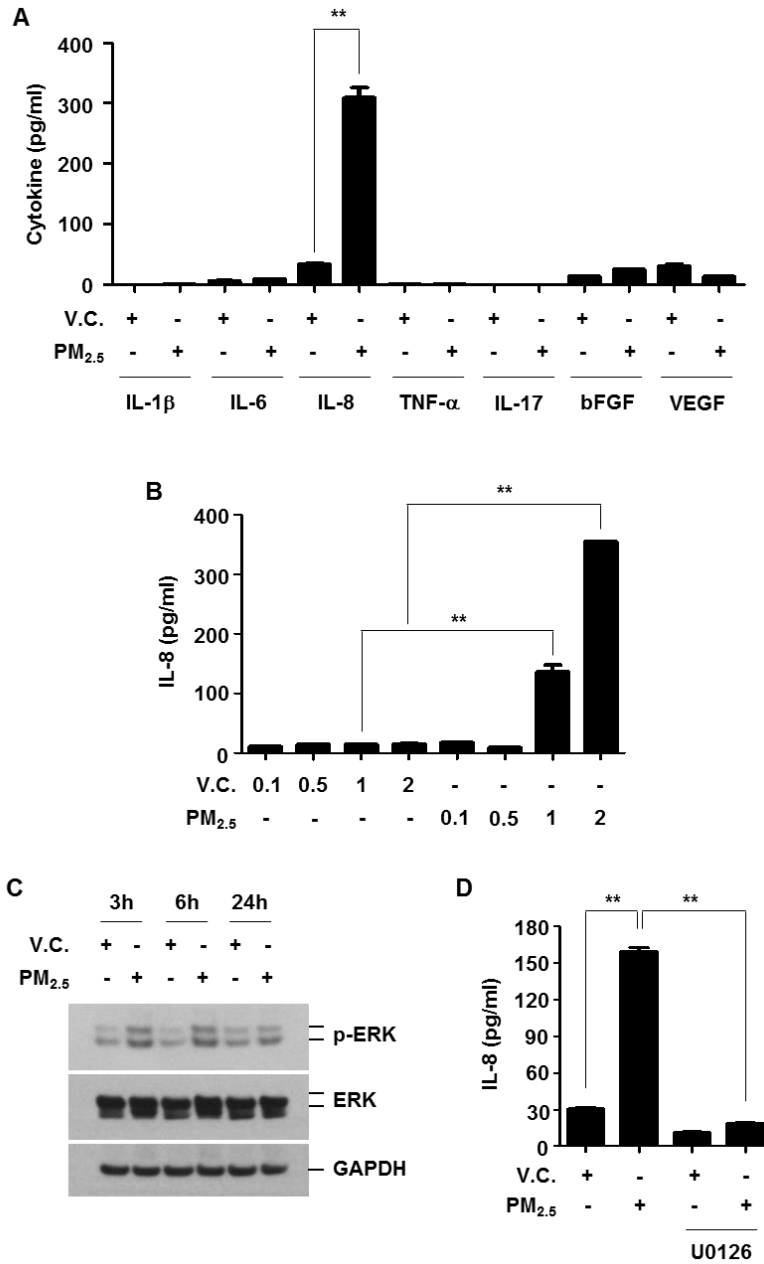 A
**
Cytokine (pg/ml)
400
300
200
100
0
V.C. + - + - + - + - + - + - + -
PM2.5 - + - + - + - + - + - + - +
IL-1β IL-6 IL-8 TNF-α IL-17 bFGF VEGF
B
**
**
IL-8 (pg/ml)
400
300
200
100
0
V.C. 0.1 0.5 1 2 - - - -
PM2.5 - - - - 0.1 0.5 1 2
C
3h 6h 24h
V.C. + - + - + -
PM2.5 - + - + - +
p-ERK
ERK
GAPDH
D
** **
IL-8 (pg/ml)
180
150
120
90
60
30
0
V.C. + - + -
PM2.5 - + - +
U0126